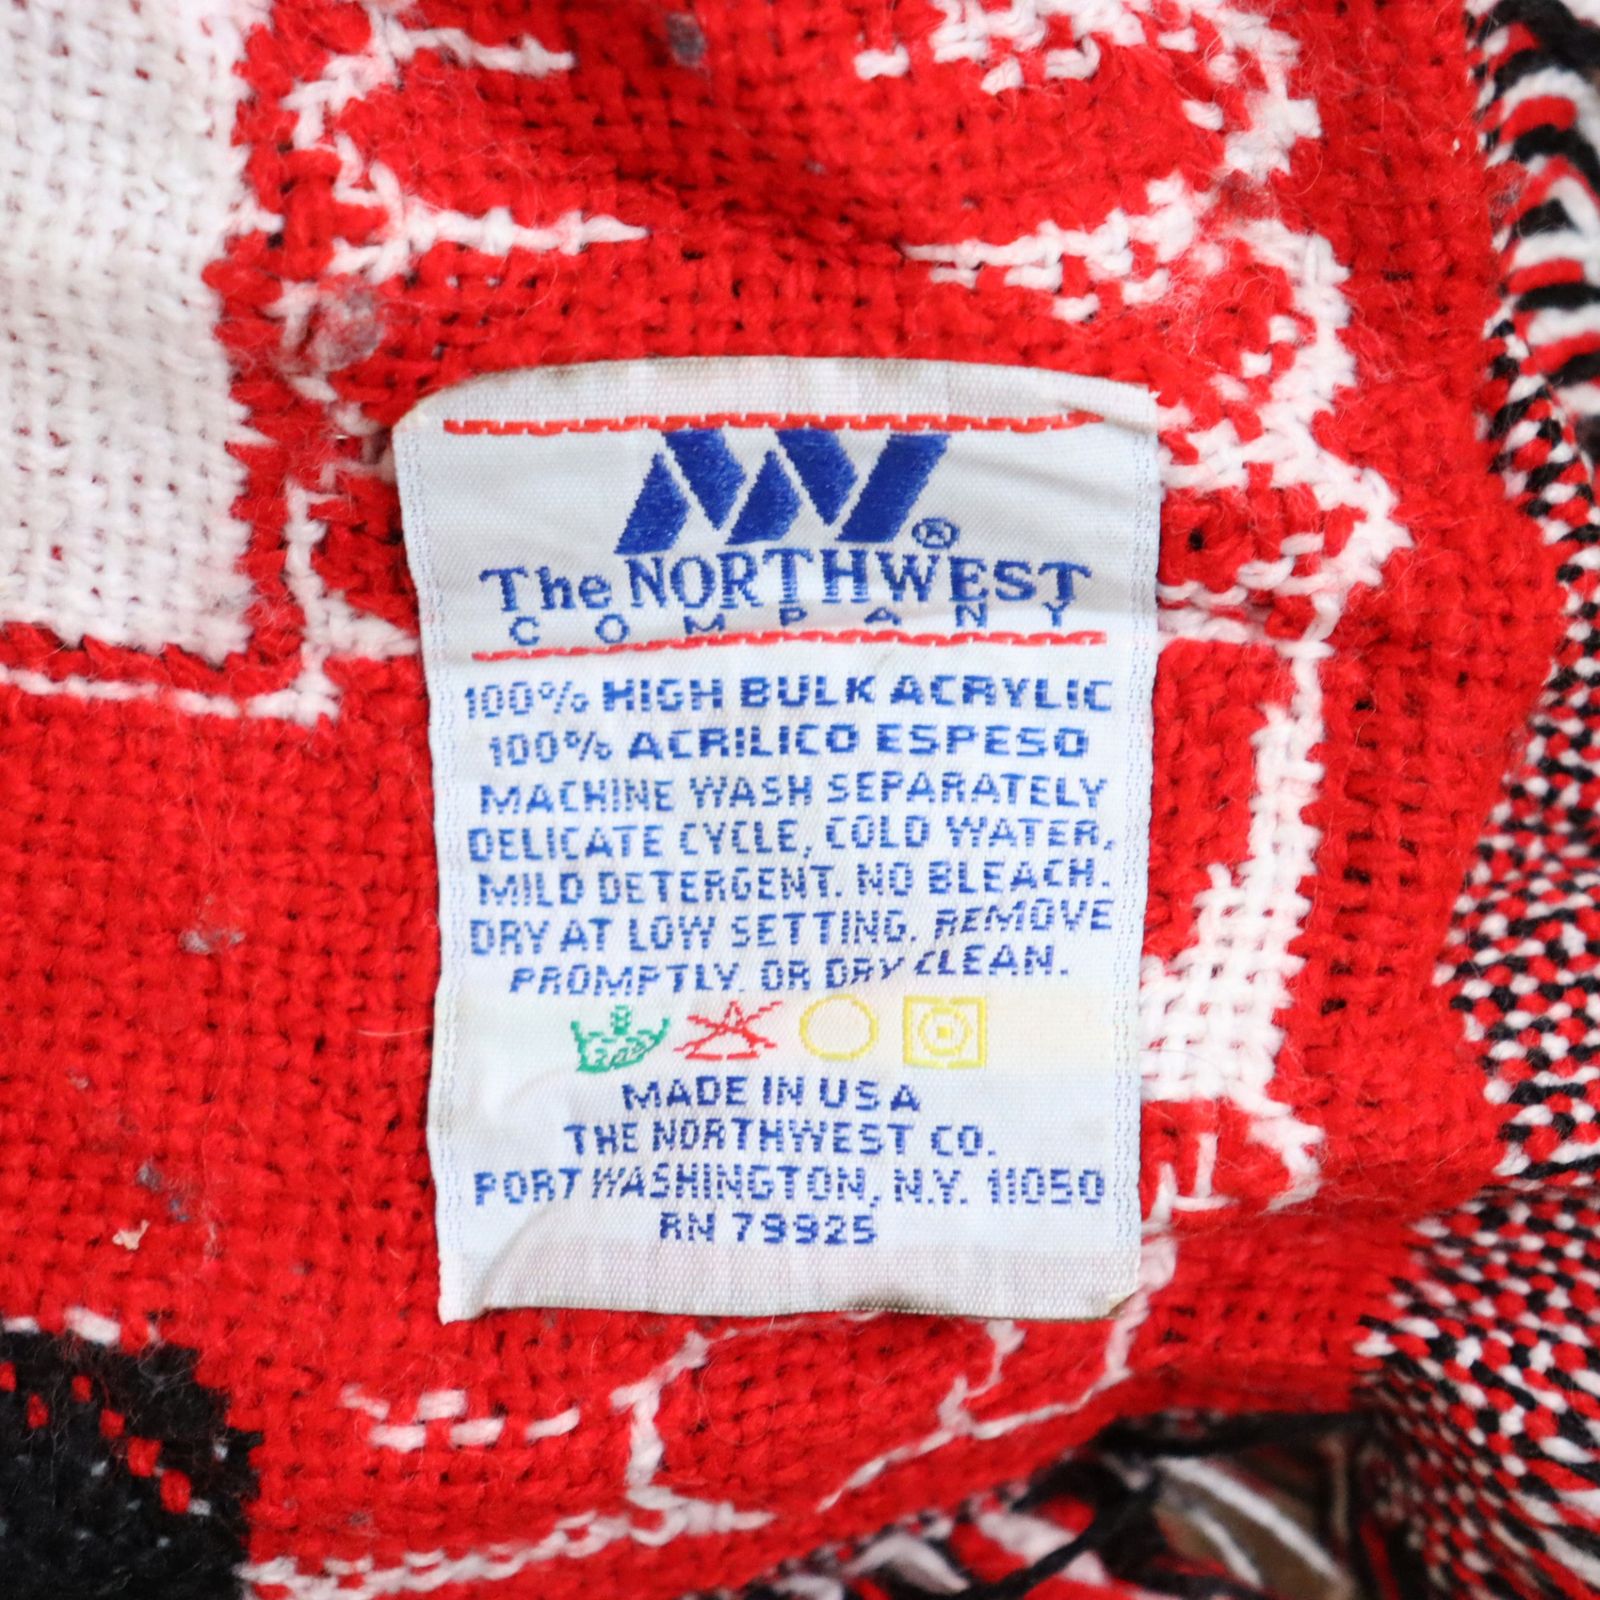 ®
The NORTHWEST
COMPANY
100% HIGH BULK ACRYLIC
100% ACRILICO ESPESO
MACHINE WASH SEPARATELY
DELICATE CYCLE, COLD WATER,
MILD DETERGENT. NO BLEACH.
DRY AT LOW SETTING. REMOVE
PROMPTLY. OR DRY CLEAN.
MADE IN USA
THE NORTHWEST CO.
PORT WASHINGTON, N.Y. 11050
RN 79925